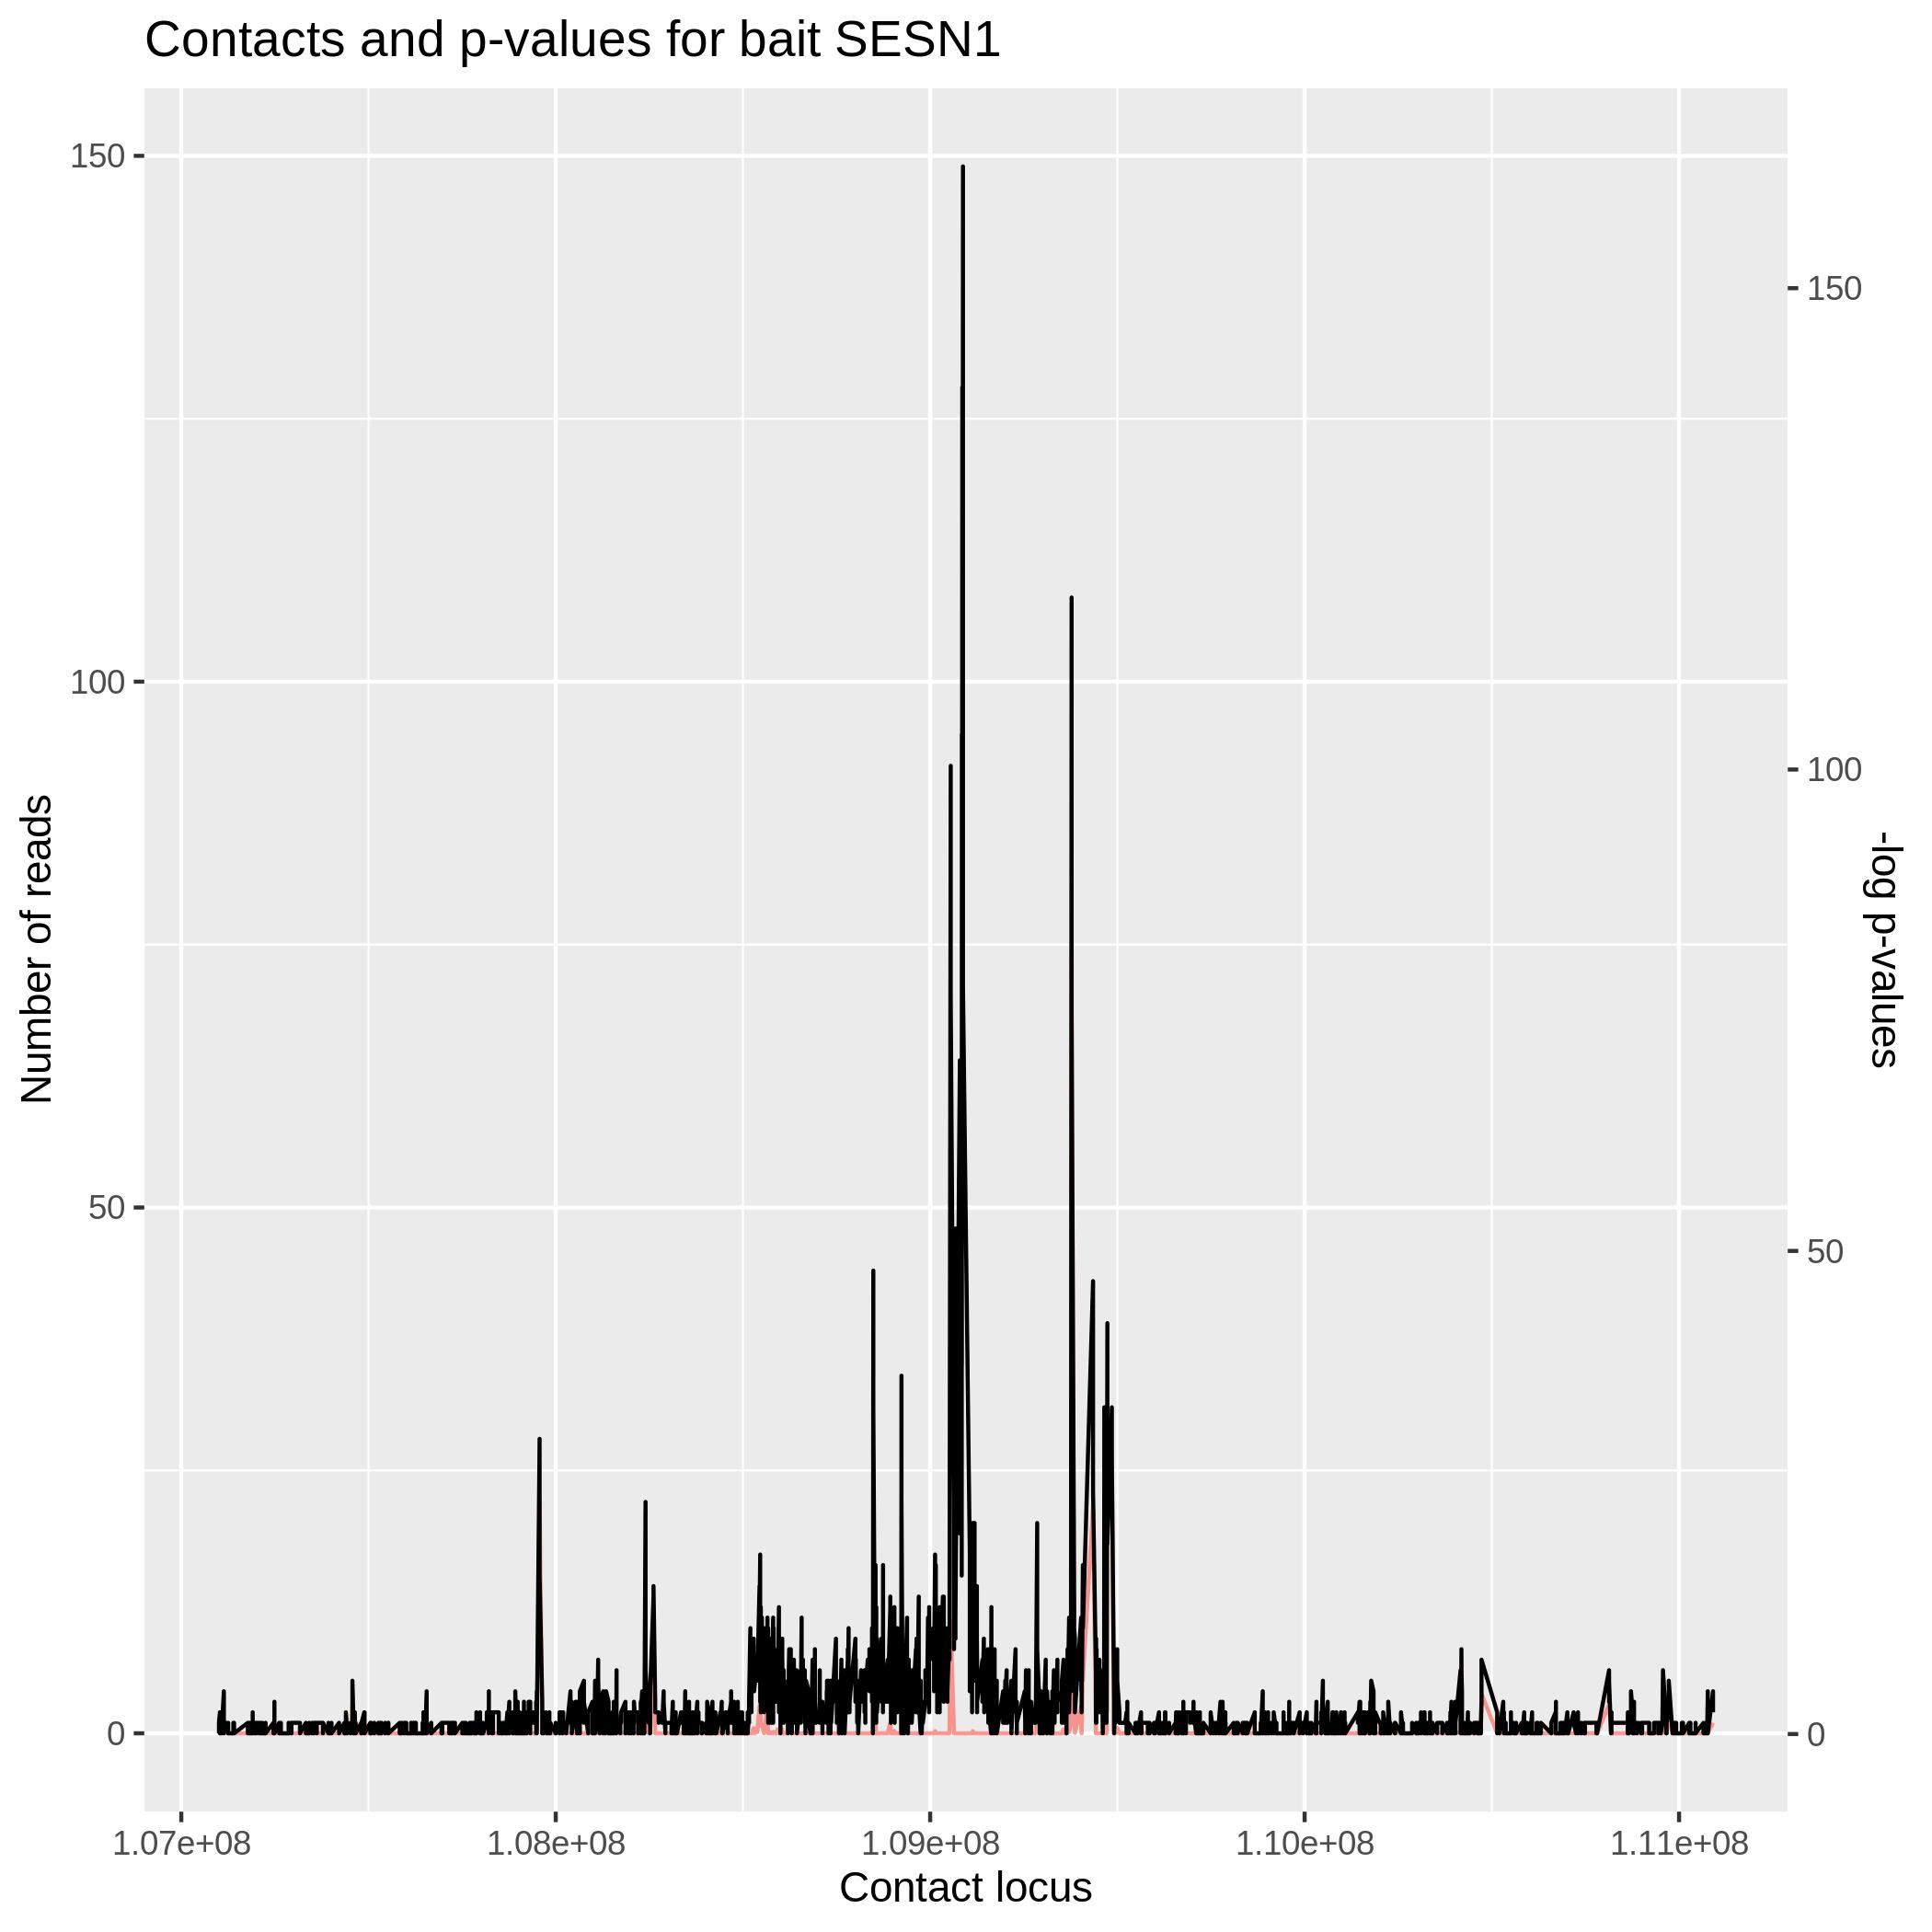 Contacts and p-values for bait SESN1
150
100
50
0
Number of reads
150
100
50
0
-log p-values
1.07e+08
1.08e+08
1.09e+08
1.10e+08
1.11e+08
Contact locus